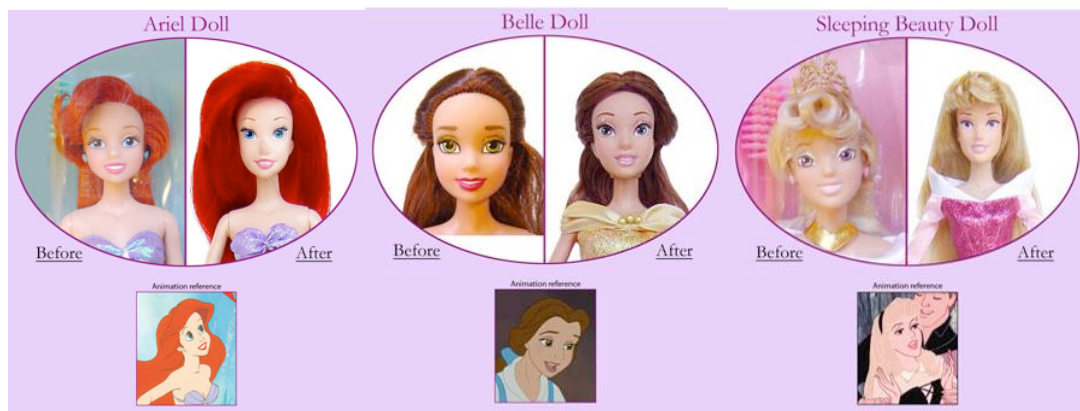 Ariel Doll
Before
After
Animation reference
Belle Doll
Before
After
Animation reference
Sleeping Beauty Doll
Before
After
Animation reference